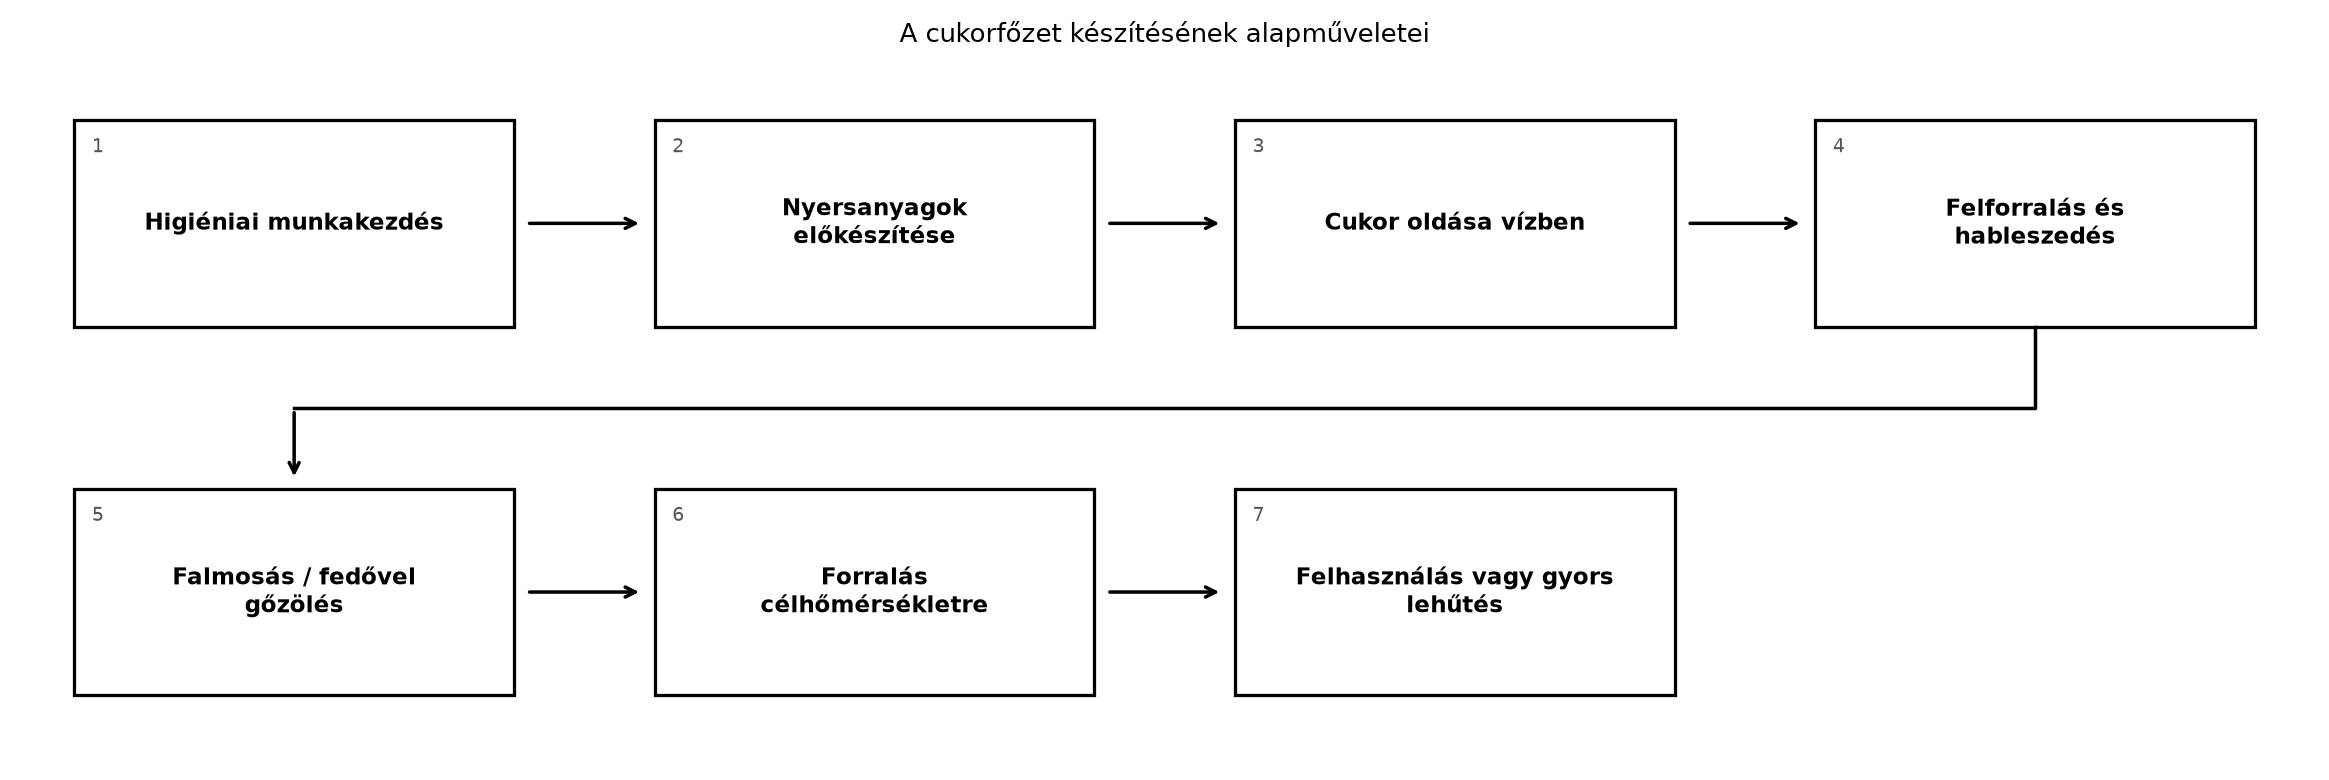 A cukorfőzet készítésének alapműveletei
1
Higiéniai munkakezdés
2
Nyersanyagok
előkészítése
3
Cukor oldása vízben
4
Felforralás és
hableszedés
5
Falmosás / fedővel
gőzölés
6
Forralás
célhőmérsékletre
7
Felhasználás vagy gyors
lehűtés